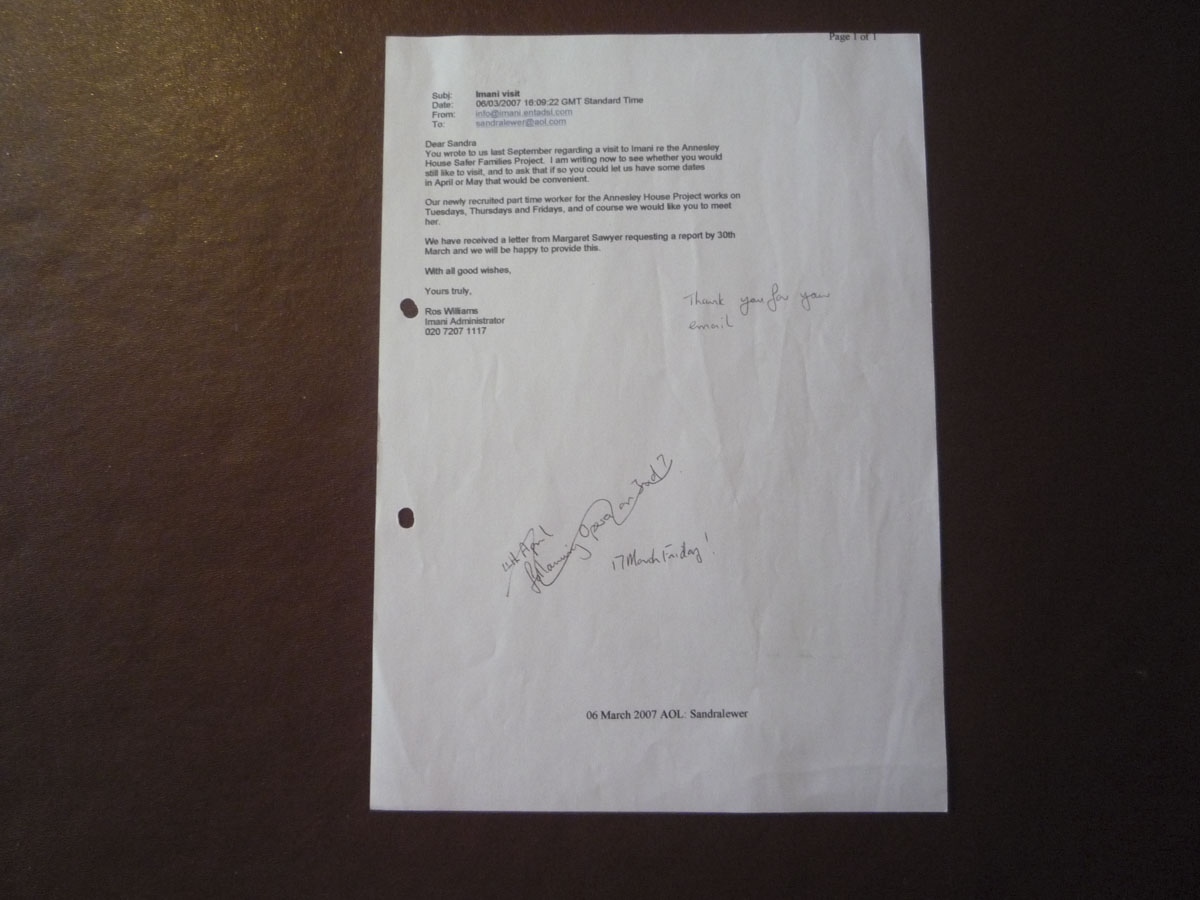 Page 1 of 1
Subj: Imani visit
Date: 06/03/2007 16:09:22 GMT Standard Time
From: info@imani.entadsl.com
To: sandralewer@aol.com
Dear Sandra
You wrote to us last September regarding a visit to Imani re the Annesley
House Safer Families Project. I am writing now to see whether you would
still like to visit, and to ask that if so you could let us have some dates
in April or May that would be convenient.
Our newly recruited part time worker for the Annesley House Project works on
Tuesdays, Thursdays and Fridays, and of course we would like you to meet
her.
We have received a letter from Margaret Sawyer requesting a report by 30th
March and we will be happy to provide this.
With all good wishes,
Yours truly,
Ros Williams
Imani Administrator
020 7207 1117
Thank you for your
email
April
following on
17 March Friday!
06 March 2007 AOL: Sandralewer